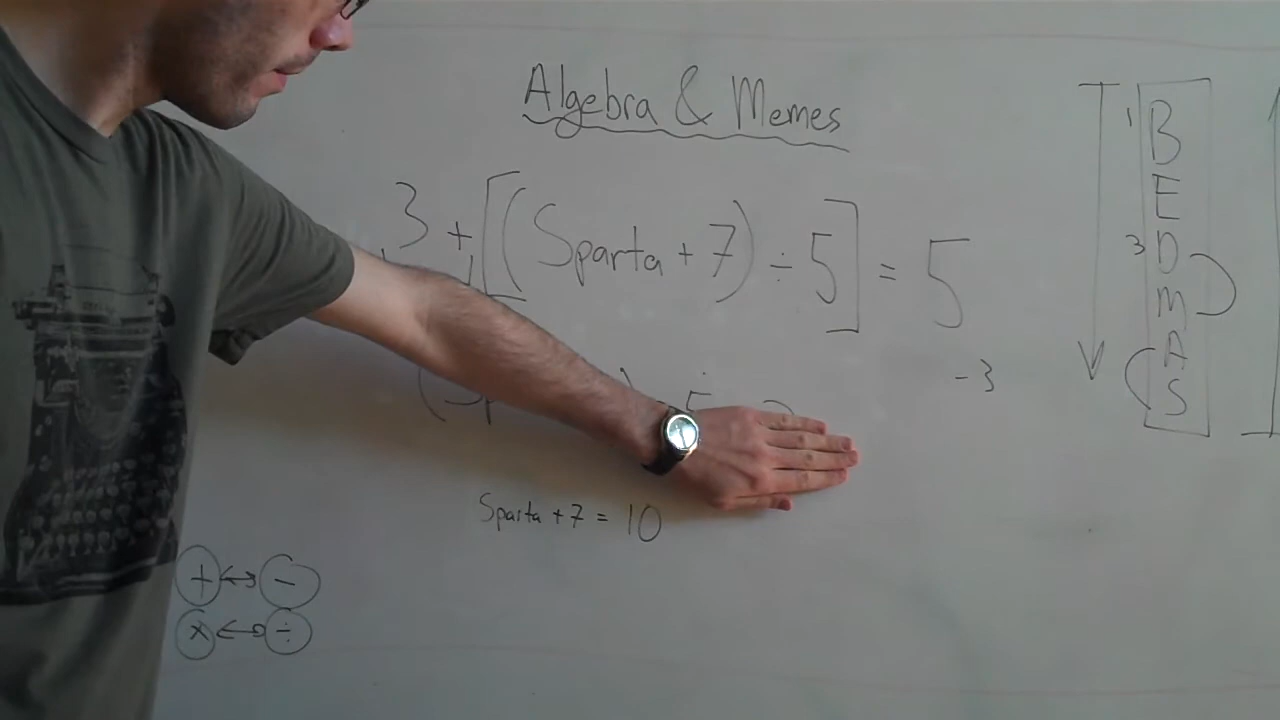 Algebra & Memes
3 + [(Sparta + 7) ÷ 5] = 5
-3
Sparta + 7 = 10
+ ↔ -
× ↔ ÷
1 B
E
3 D
M
A
S